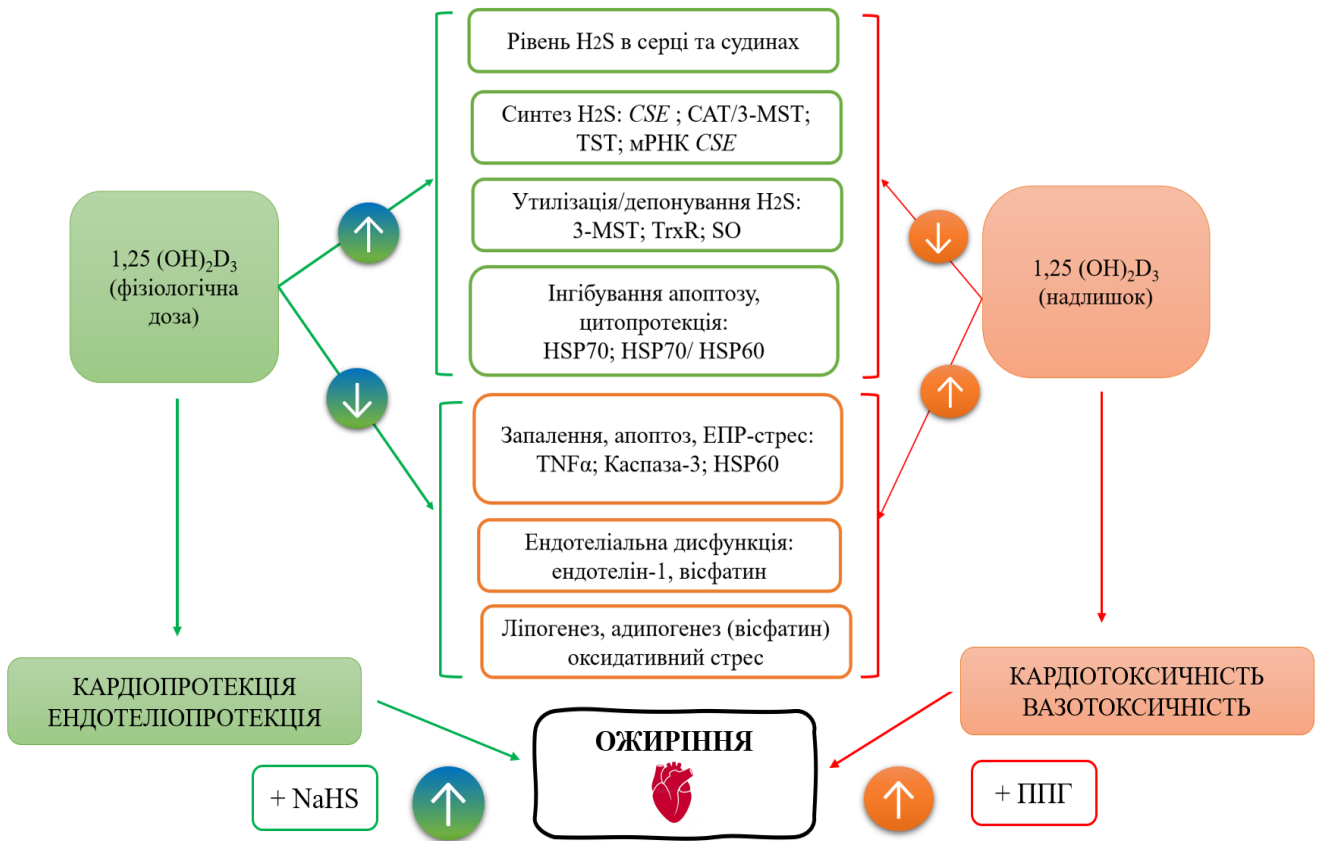 Рівень H2S в серці та судинах
Синтез H2S: CSE ; САТ/3-MST;
TST; мРНК CSE
Утилізація/депонування H2S:
3-MST; TrxR; SO
Інгібування апоптозу,
цитопротекція:
HSP70; HSP70/ HSP60
1,25 (OH)₂D₃
(фізіологічна
доза)
1,25 (OH)₂D₃
(надлишок)
Запалення, апоптоз, ЕПР-стрес:
TNFα; Каспаза-3; HSP60
Ендотеліальна дисфункція:
ендотелін-1, вісфатин
Ліпогенез, адипогенез (вісфатин)
оксидативний стрес
КАРДІОПРОТЕКЦІЯ
ЕНДОТЕЛІОПРОТЕКЦІЯ
КАРДІОТОКСИЧНІСТЬ
ВАЗОТОКСИЧНІСТЬ
ОЖИРІННЯ
+ NaHS
+ ППГ